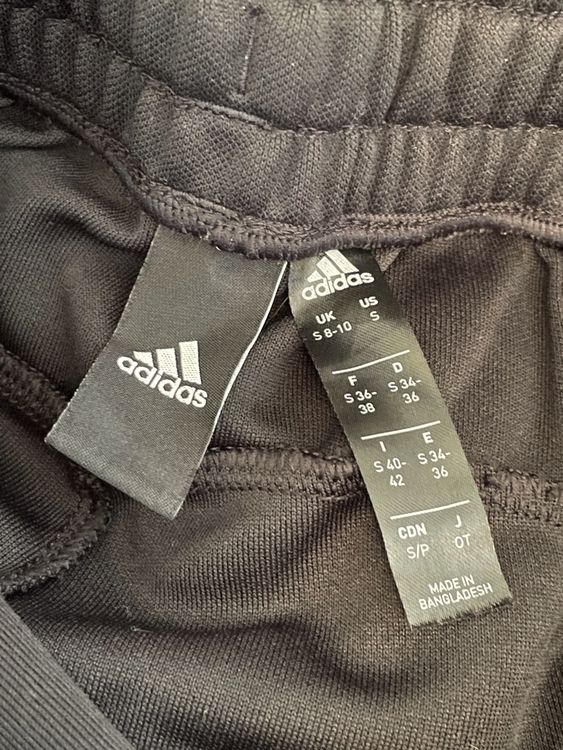 adidas
adidas
UK US
S 8-10 S
F D
S 36- S 34-
38 36
I E
S 40- S 34-
42 36
CDN J
S/P OT
MADE IN
BANGLADESH